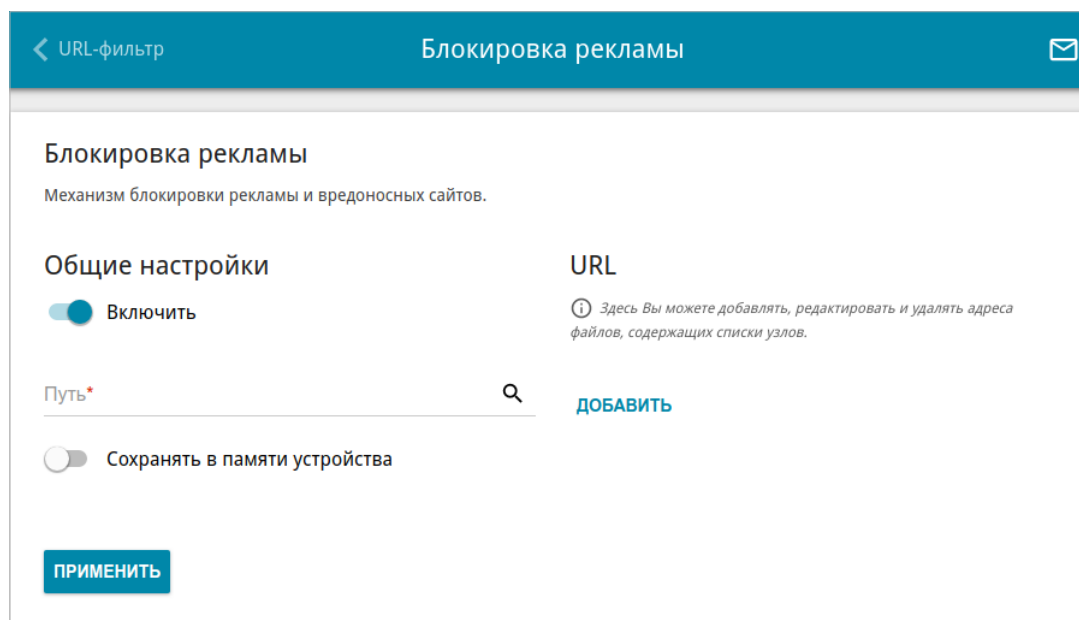 URL-фильтр
Блокировка рекламы
Блокировка рекламы
Механизм блокировки рекламы и вредоносных сайтов.
Общие настройки
Включить
Путь*
Сохранять в памяти устройства
ПРИМЕНИТЬ
URL
Здесь Вы можете добавлять, редактировать и удалять адреса
файлов, содержащих списки узлов.
ДОБАВИТЬ